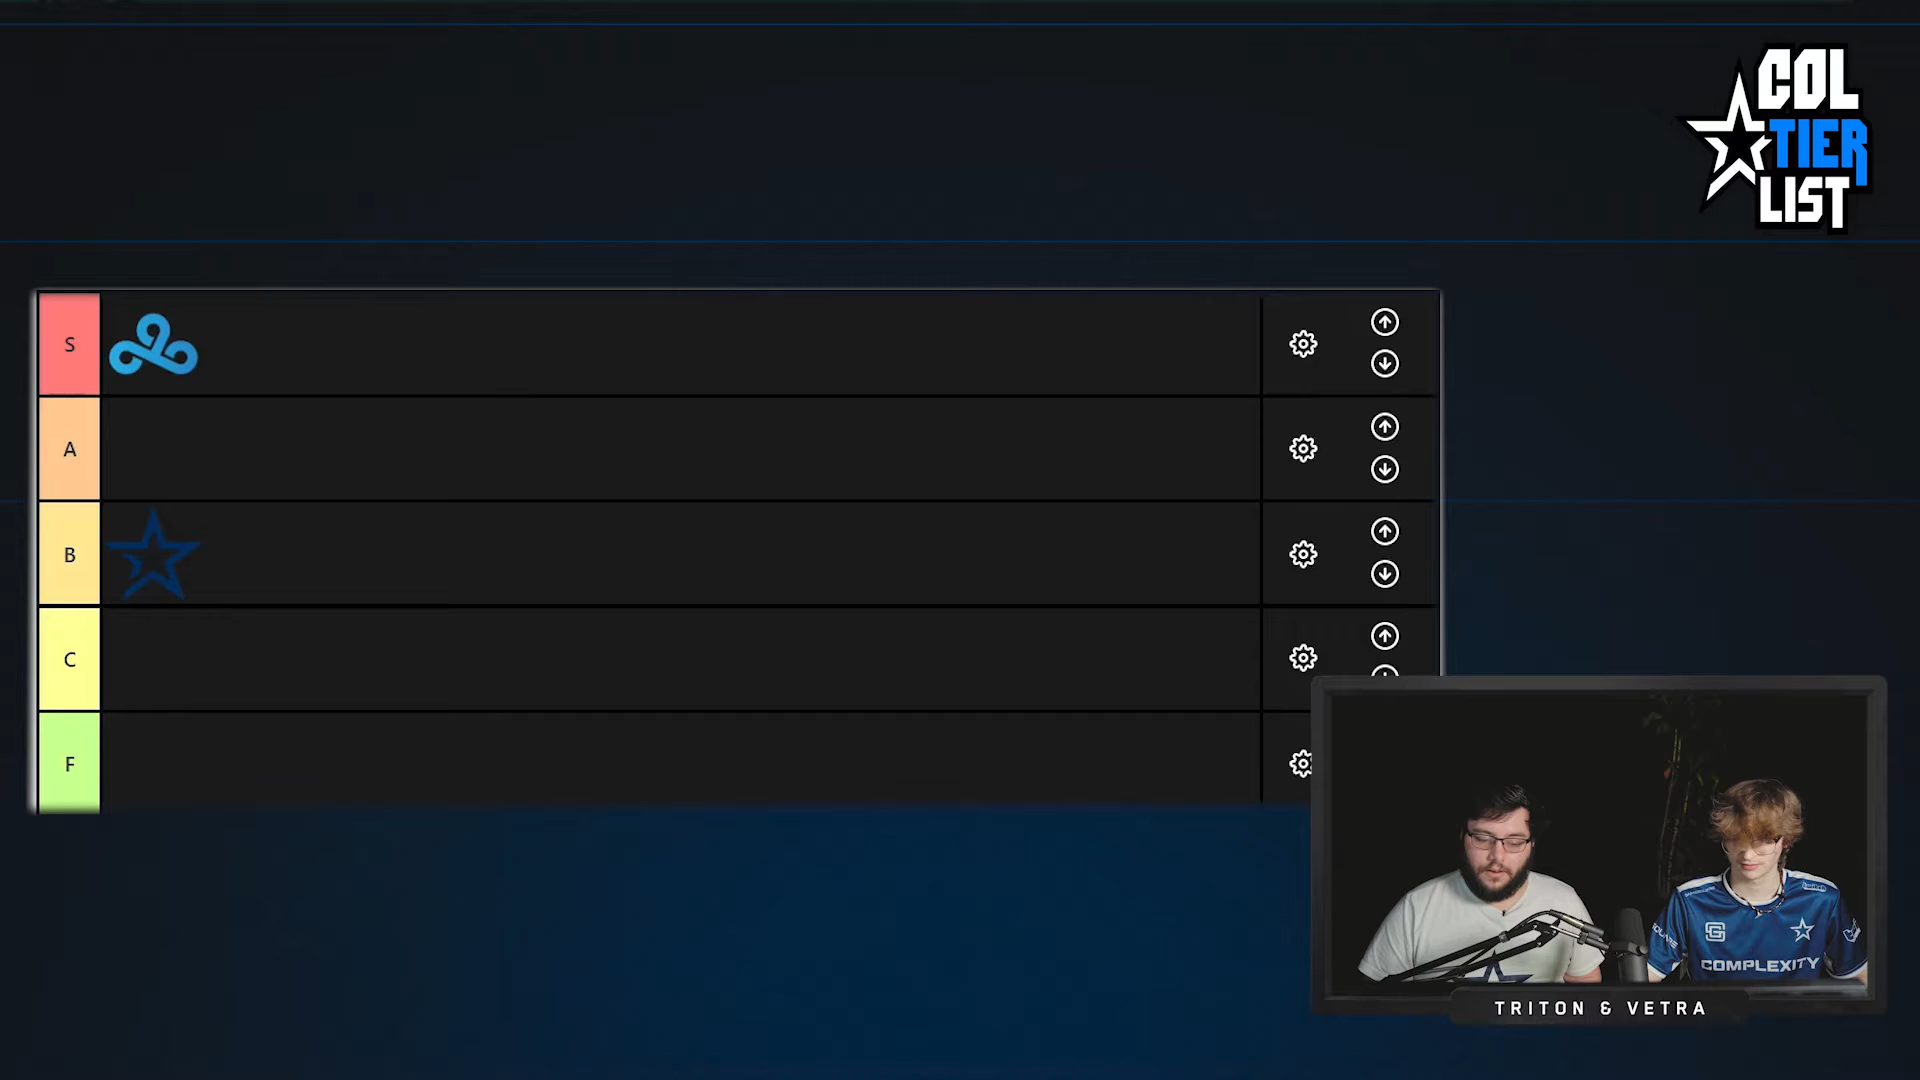 COL
TIER
LIST
S
A
B
C
F
COMPLEXITY
TRITON & VETRA